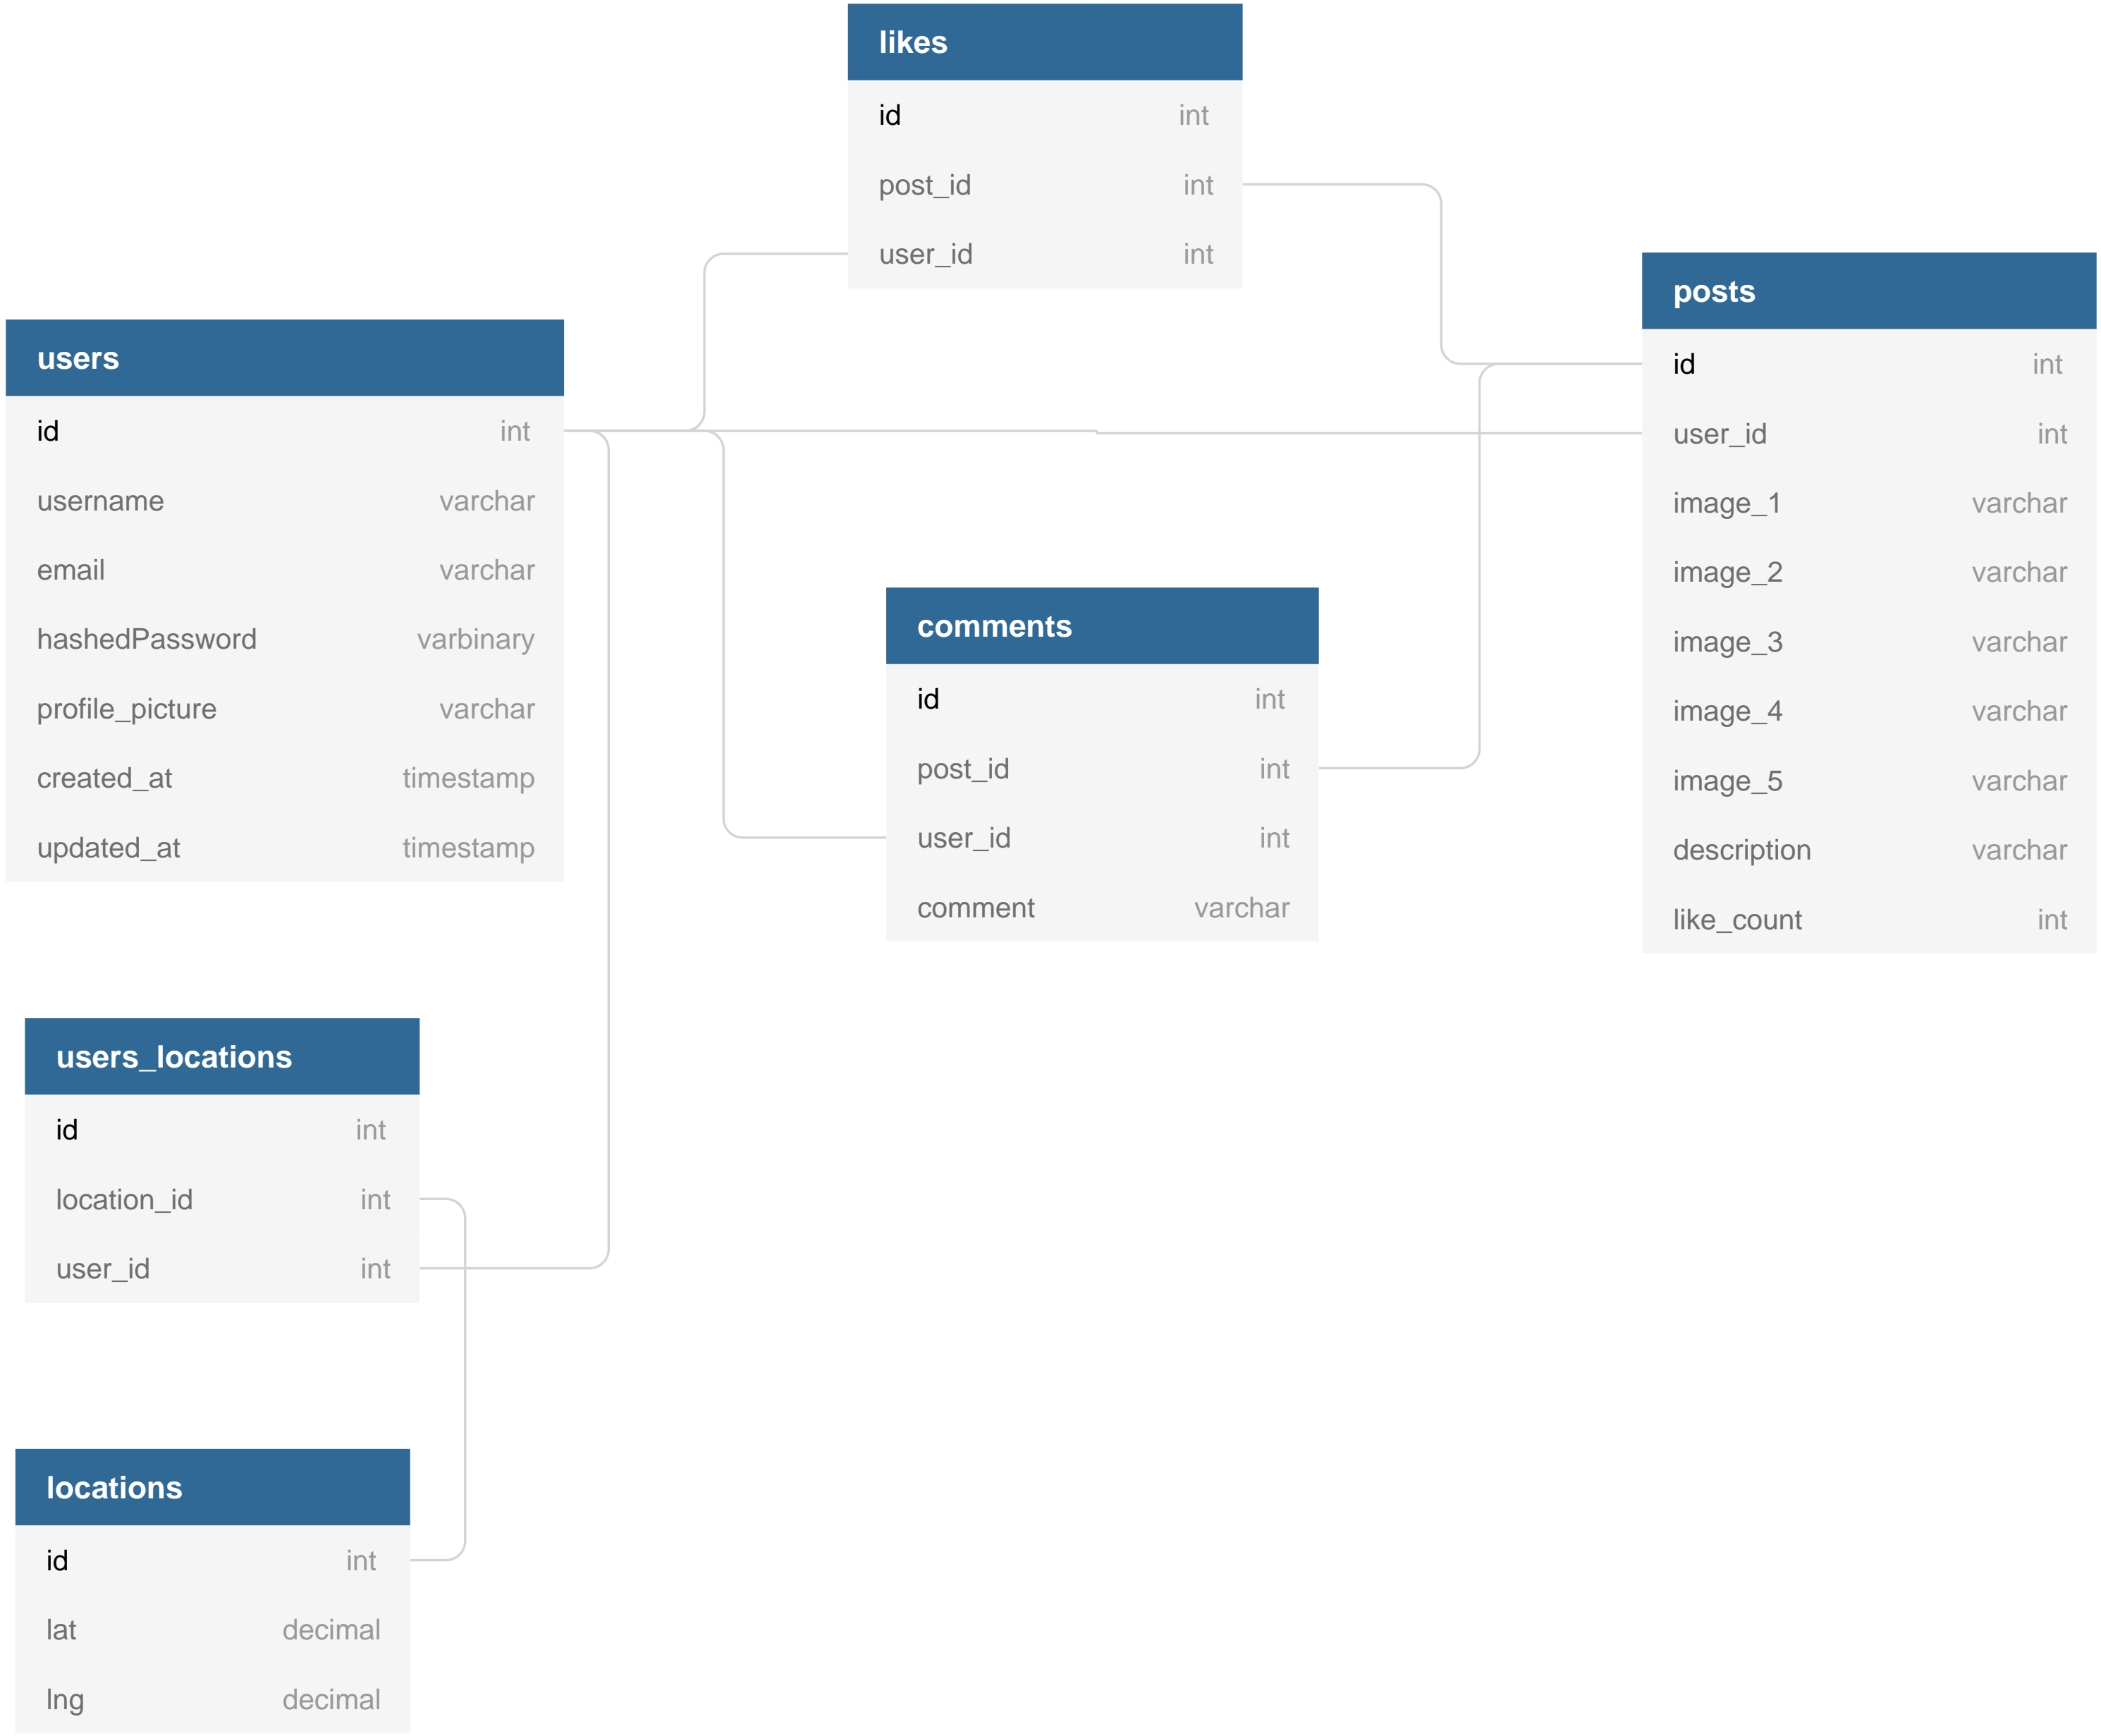 likes
id int
post_id int
user_id int
users
id int
username varchar
email varchar
hashedPassword varbinary
profile_picture varchar
created_at timestamp
updated_at timestamp
posts
id int
user_id int
image_1 varchar
image_2 varchar
image_3 varchar
image_4 varchar
image_5 varchar
description varchar
like_count int
comments
id int
post_id int
user_id int
comment varchar
users_locations
id int
location_id int
user_id int
locations
id int
lat decimal
lng decimal